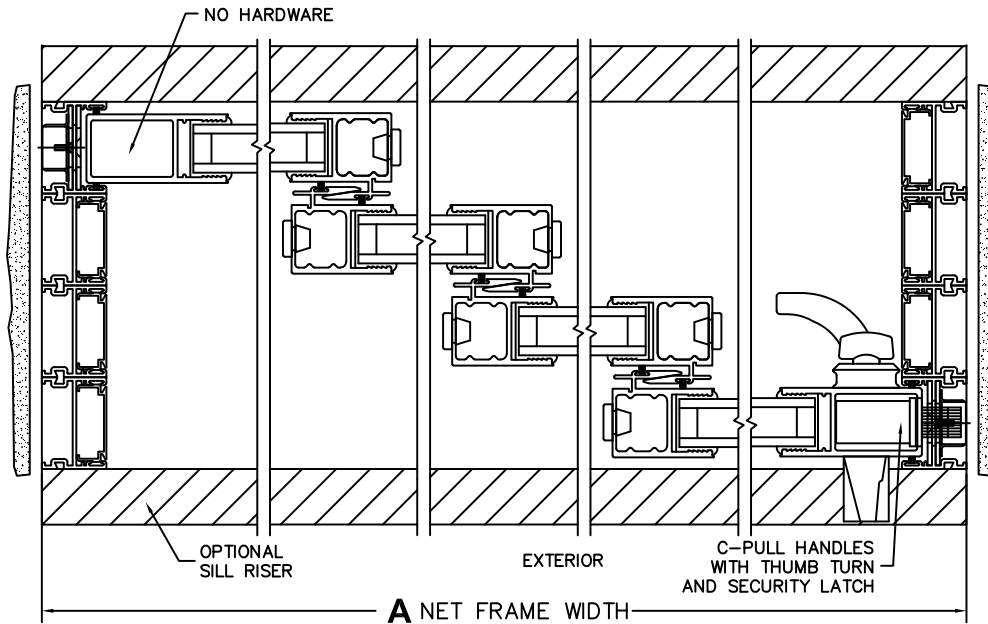 NO HARDWARE
OPTIONAL
SILL RISER
EXTERIOR
C-PULL HANDLES
WITH THUMB TURN
AND SECURITY LATCH
A NET FRAME WIDTH